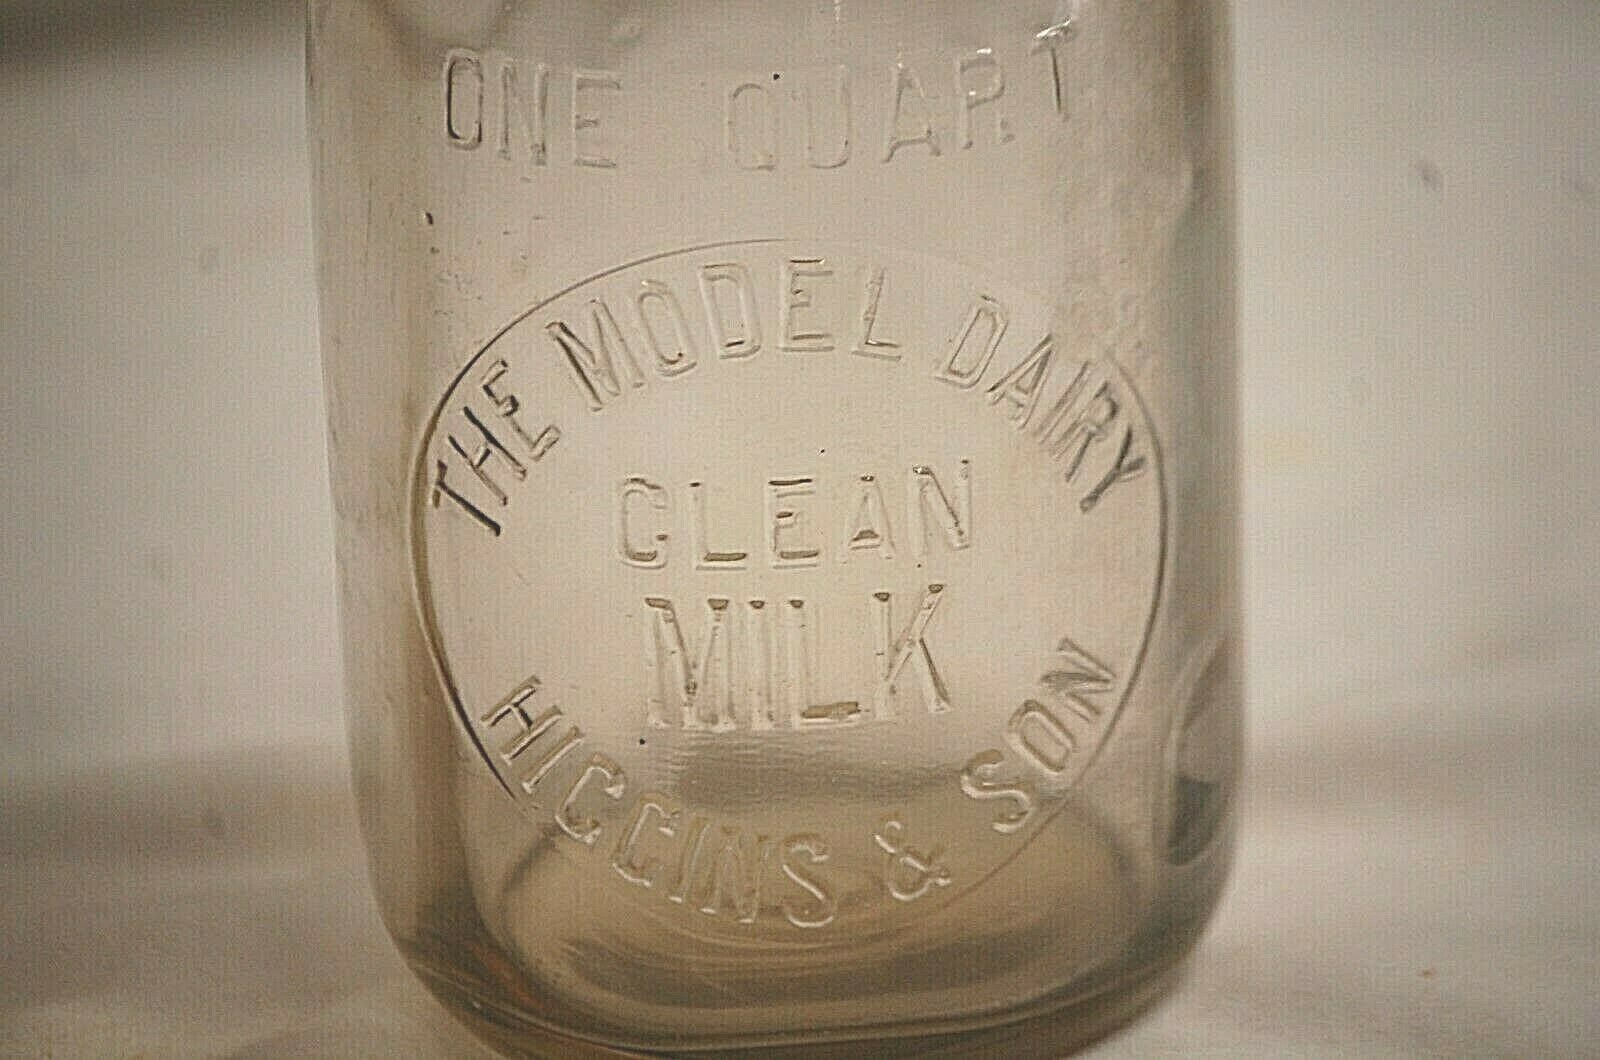 ONE QUART
THE MODEL DAIRY
CLEAN
MILK
HIGGINS & SON